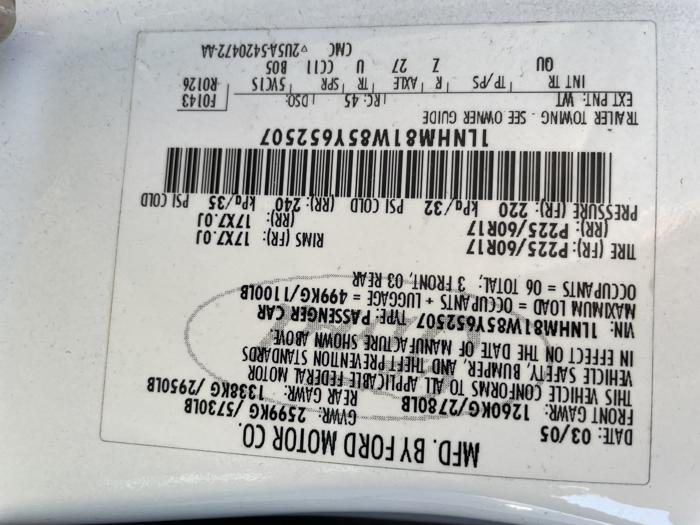 MFD. BY FORD MOTOR CO.
DATE: 03/05 GVWR: 2599KG /5730LB
FRONT GAWR: 1260KG/2780LB REAR GAWR: 1338KG /2950LB
THIS VEHICLE CONFORMS TO ALL APPLICABLE FEDERAL MOTOR
VEHICLE SAFETY, BUMPER, AND THEFT PREVENTION STANDARDS
IN EFFECT ON THE DATE OF MANUFACTURE SHOWN ABOVE.
VIN: 1LNHM81W85Y652507 TYPE: PASSENGER CAR
MAXIMUM LOAD = OCCUPANTS + LUGGAGE = 499KG/1100LB
OCCUPANTS = 06 TOTAL; 3 FRONT, 03 REAR
TIRE (FR): P225/60R17 RIMS (FR): 17X7.0J
(RR): P225/60R17 (RR): 17X7.0J
PRESSURE (FR): 220 kPa/32 PSI COLD (RR): 240 kPa/35 PSI COLD
1LNHM81W85Y652507
TRAILER TOWING - SEE OWNER GUIDE
EXT PNT: WT RC: 45 DSO: F0143
INT TR TP/PS R AXLE TR SPR 5VC1S R0126
QU Z 27 U CC11 B05
CMC 2U5A-5420472-AA